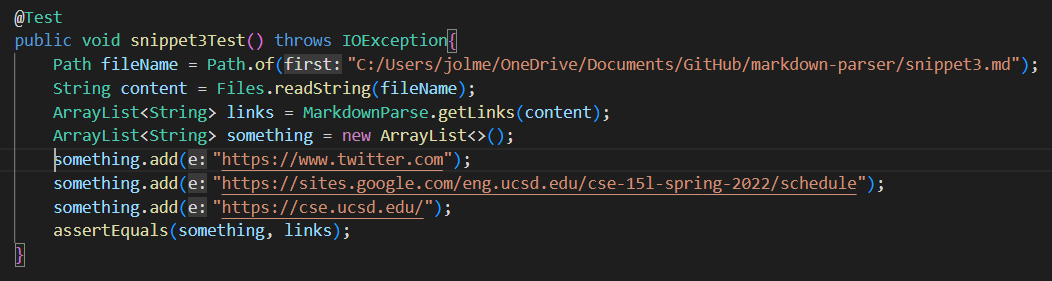 @Test
public void snippet3Test() throws IOException{
Path fileName = Path.of(first: "C:/Users/jolme/OneDrive/Documents/GitHub/markdown-parser/snippet3.md");
String content = Files.readString(fileName);
ArrayList<String> links = MarkdownParse.getLinks(content);
ArrayList<String> something = new ArrayList<>();
something.add(e: "https://www.twitter.com");
something.add(e: "https://sites.google.com/eng.ucsd.edu/cse-15l-spring-2022/schedule");
something.add(e: "https://cse.ucsd.edu/");
assertEquals(something, links);
}